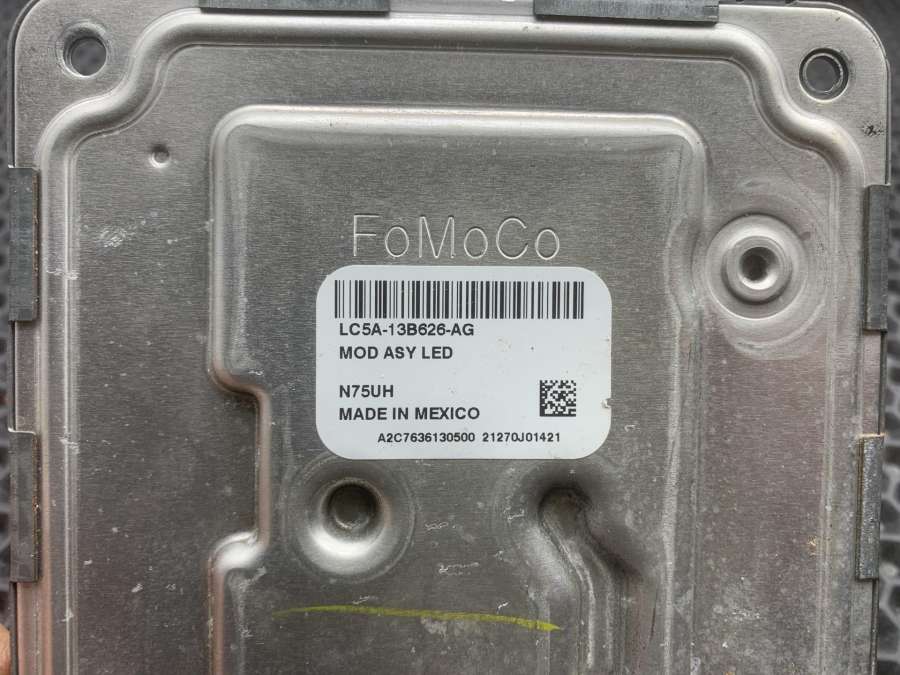 FoMoCo
LC5A-13B626-AG
MOD ASY LED
N75UH
MADE IN MEXICO
A2C7636130500 21270J01421